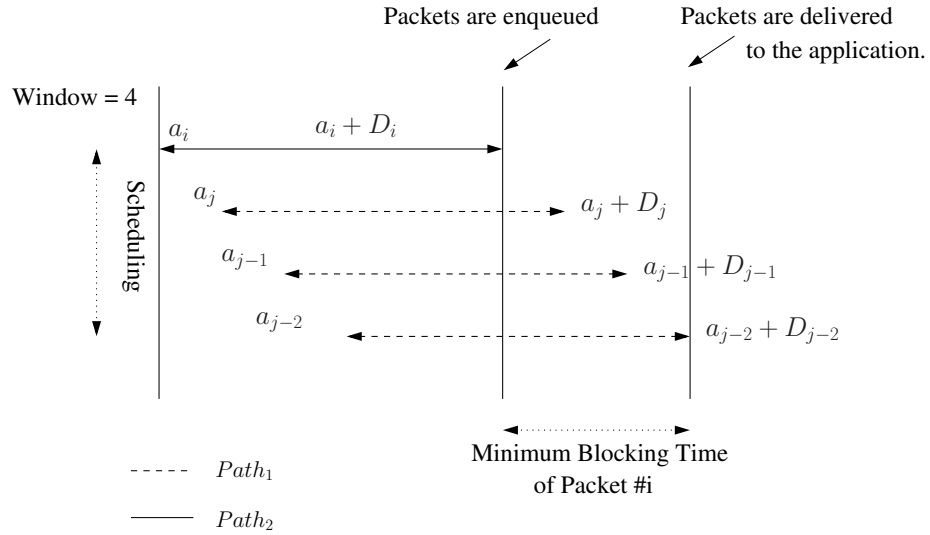 Packets are enqueued
Packets are delivered
to the application.
Window = 4
a_i
a_i + D_i
Scheduling
a_j
a_j + D_j
a_{j-1}
a_{j-1} + D_{j-1}
a_{j-2}
a_{j-2} + D_{j-2}
Minimum Blocking Time
of Packet #i
Path_1
Path_2